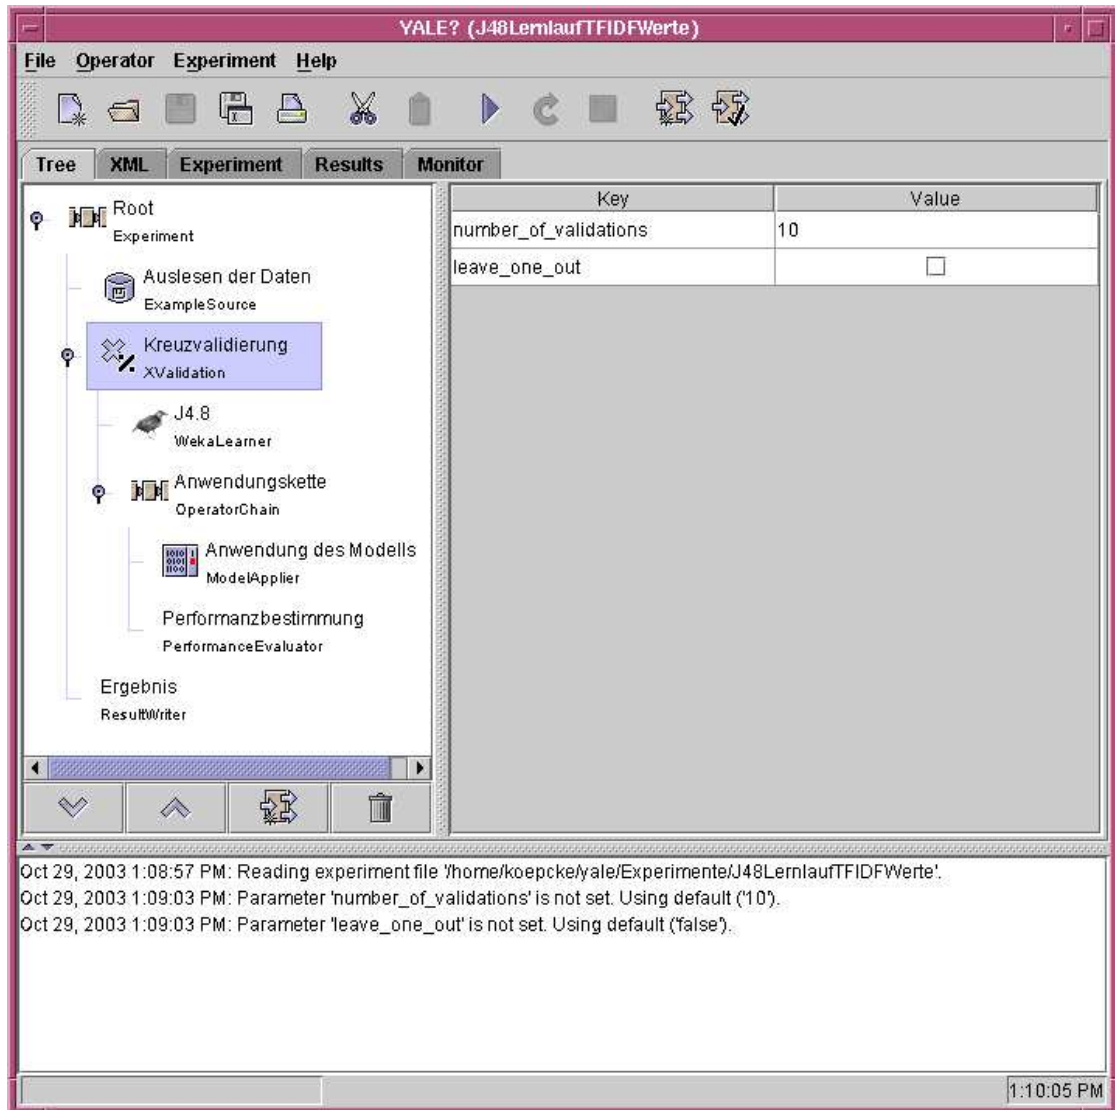 YALE? (J48LernlaufTFIDFWerte)
File Operator Experiment Help
Tree XML Experiment Results Monitor
Root
Experiment
Auslesen der Daten
ExampleSource
Kreuzvalidierung
XValidation
J4.8
WekaLearner
Anwendungskette
OperatorChain
Anwendung des Modells
ModelApplier
Performanzbestimmung
PerformanceEvaluator
Ergebnis
ResultWriter
Key Value
number_of_validations 10
leave_one_out
Oct 29, 2003 1:08:57 PM: Reading experiment file '/home/koepcke/yale/Experimente/J48LernlaufTFIDFWerte'.
Oct 29, 2003 1:09:03 PM: Parameter 'number_of_validations' is not set. Using default ('10').
Oct 29, 2003 1:09:03 PM: Parameter 'leave_one_out' is not set. Using default ('false').
1:10:05 PM